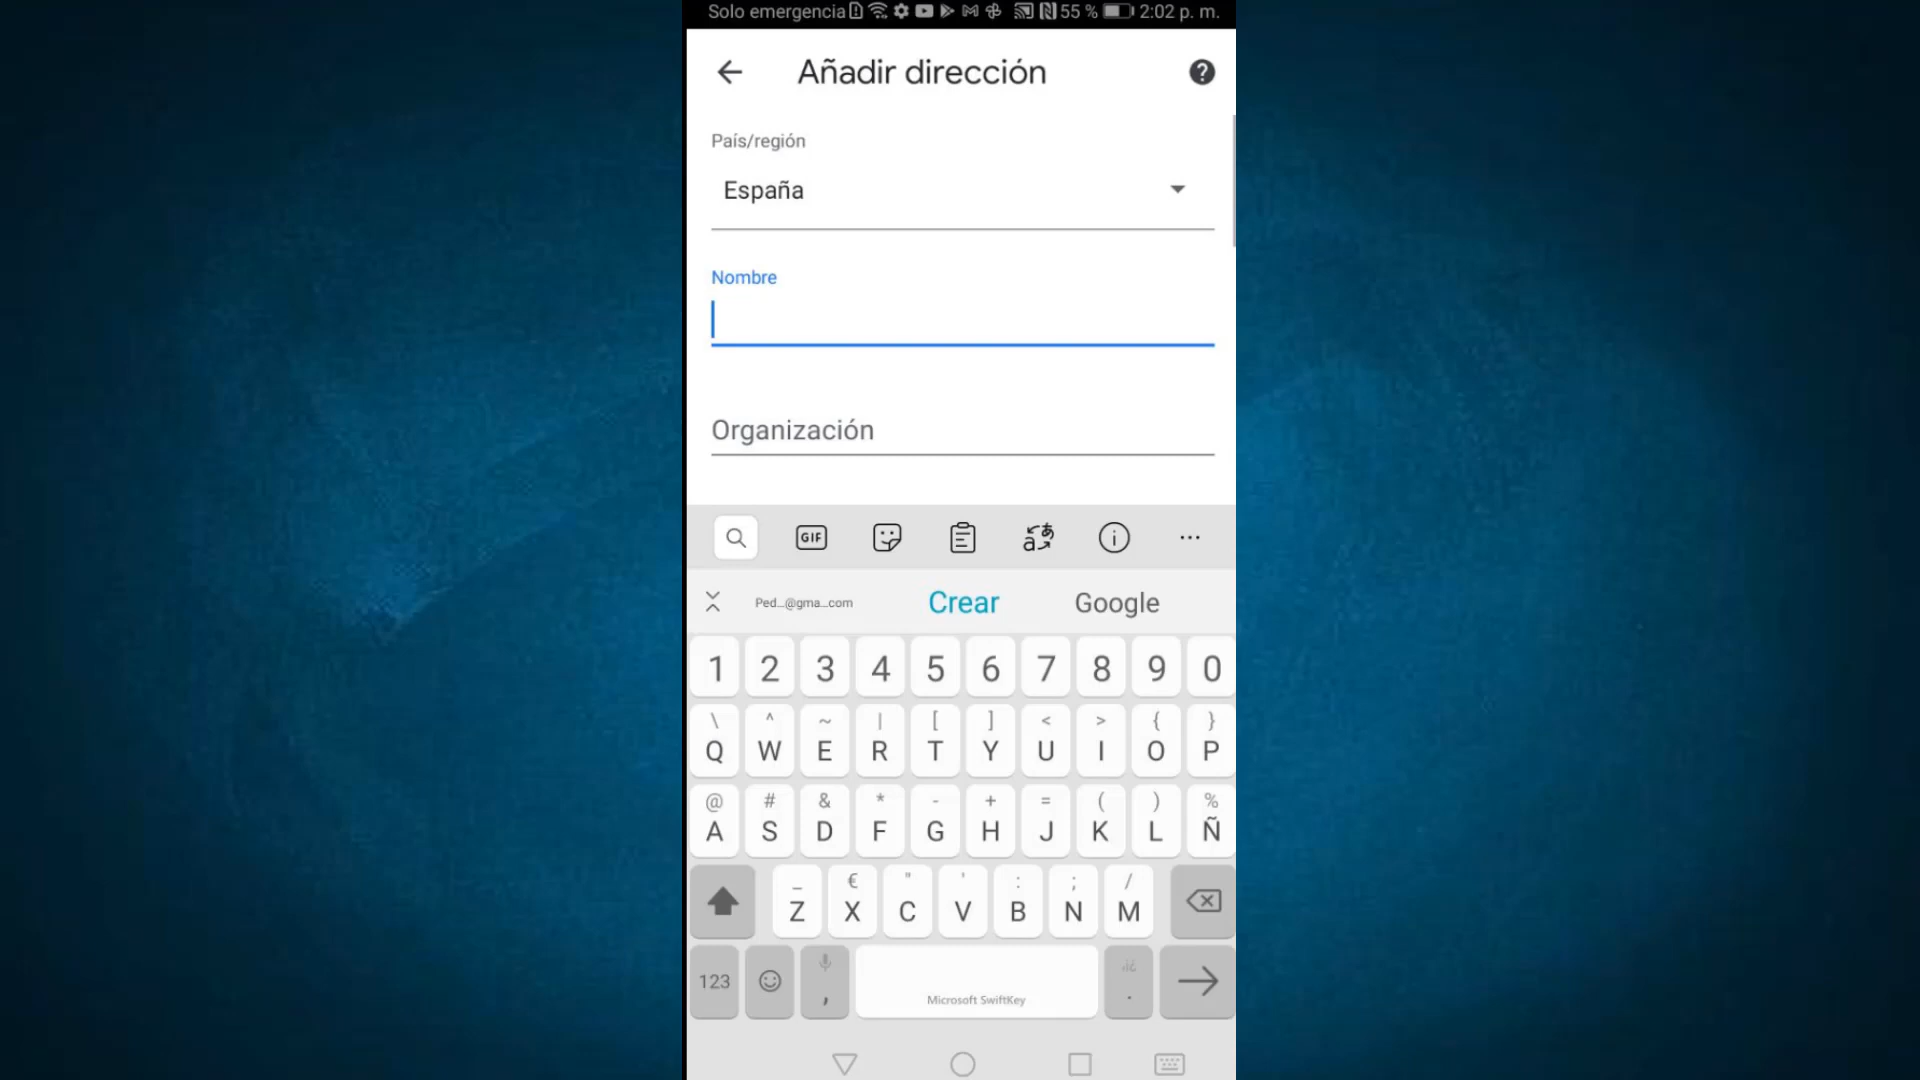 Solo emergencia 55 % 2:02 p. m.
Añadir dirección
País/región
España
Nombre
Organización
GIF
Ped...@gma...com Crear Google
1 2 3 4 5 6 7 8 9 0
\ ^ ~ | [ ] < > { }
Q W E R T Y U I O P
@ # & * - + = ( ) %
A S D F G H J K L Ñ
_ € " ' : ; /
Z X C V B N M
123 , Microsoft SwiftKey ¡¿ .